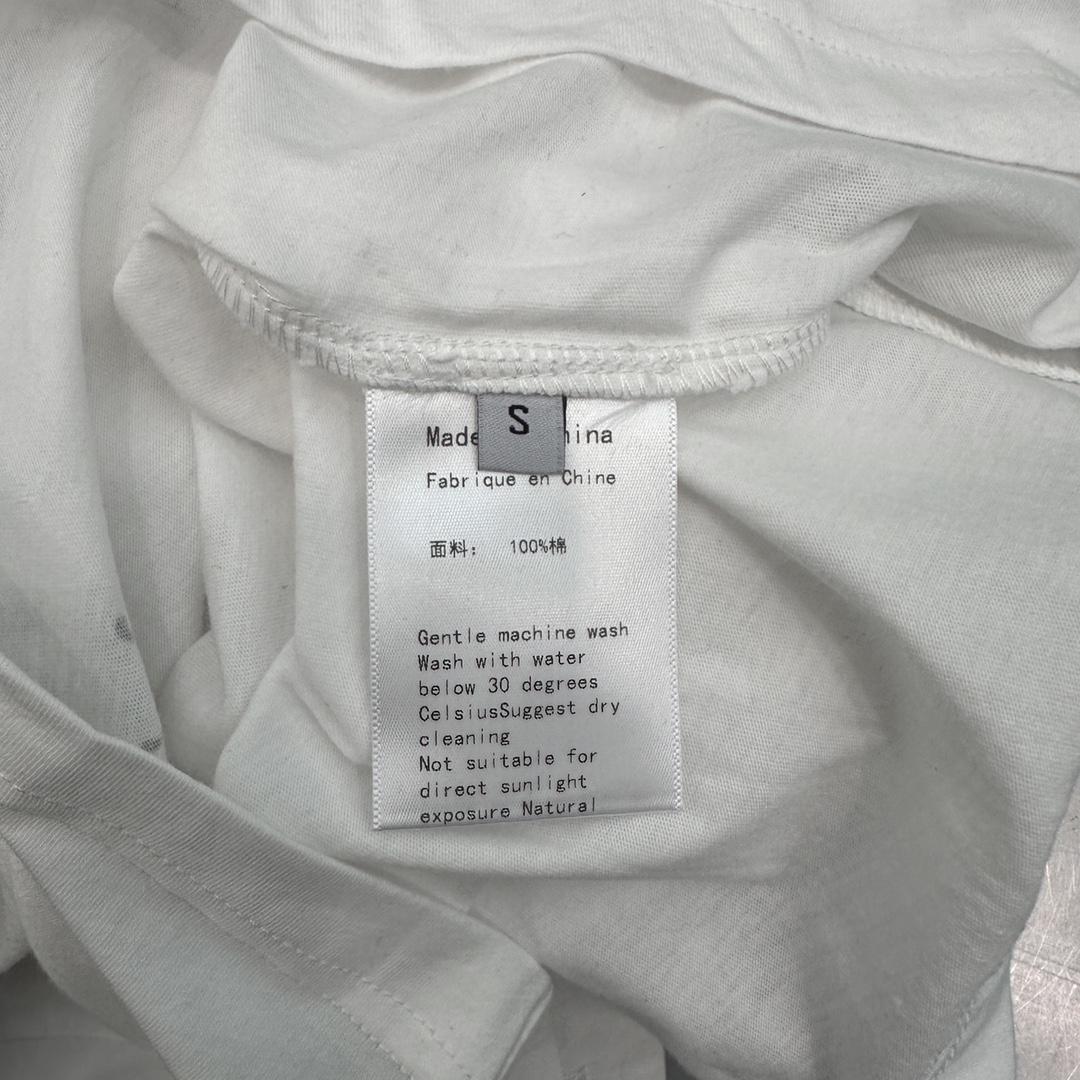 S
Made
Fabrique en Chine
面料： 100%棉
Gentle machine wash
Wash with water
below 30 degrees
CelsiusSuggest dry
cleaning
Not suitable for
direct sunlight
exposure Natural